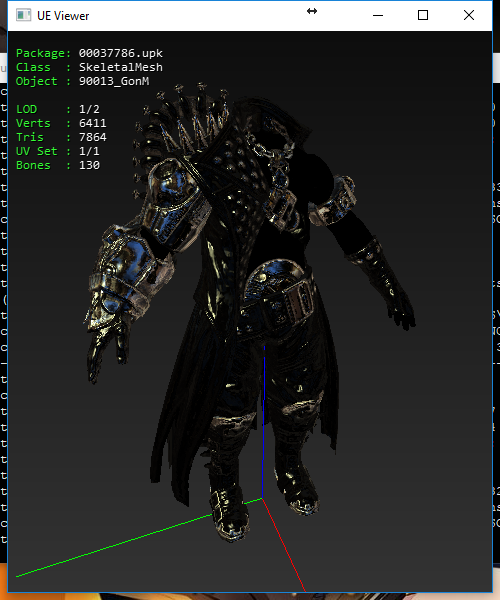 UE Viewer
Package: 00037786.upk
Class : SkeletalMesh
Object : 90013_GonM
LOD : 1/2
Verts : 6411
Tris : 7864
UV Set : 1/1
Bones : 130